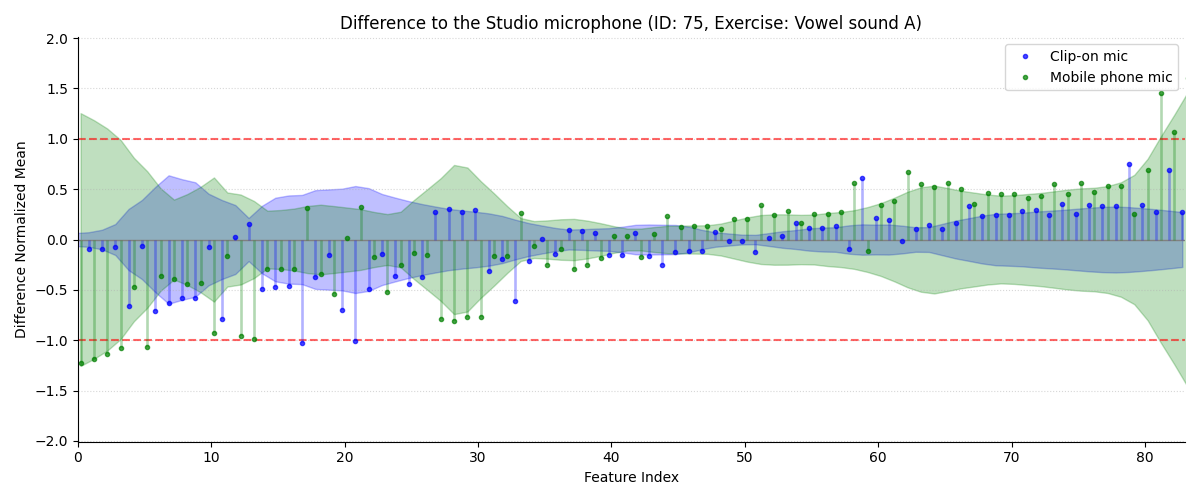 Difference to the Studio microphone (ID: 75, Exercise: Vowel sound A)
Difference Normalized Mean
2.0
1.5
1.0
0.5
0.0
−0.5
−1.0
−1.5
−2.0
Clip-on mic
Mobile phone mic
0 10 20 30 40 50 60 70 80
Feature Index